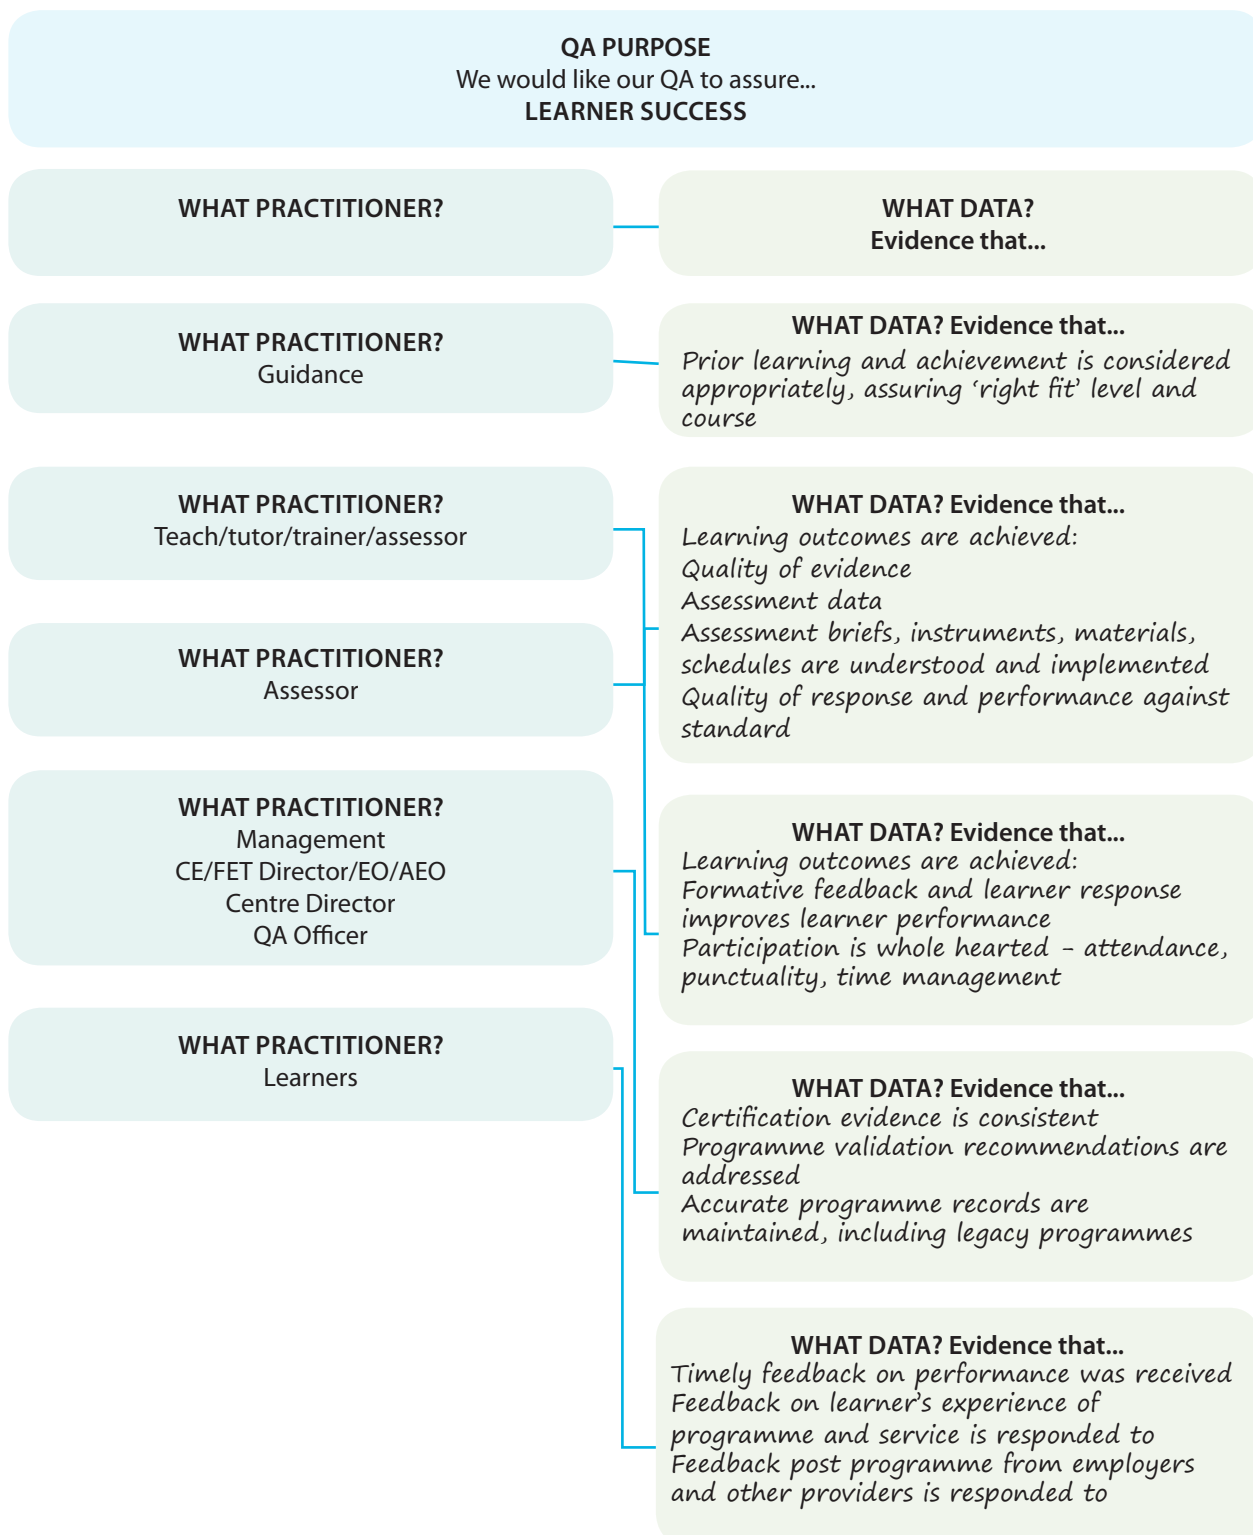 QA PURPOSE
We would like our QA to assure...
LEARNER SUCCESS
WHAT PRACTITIONER?
WHAT DATA?
Evidence that...
WHAT PRACTITIONER?
Guidance
WHAT DATA? Evidence that...
Prior learning and achievement is considered
appropriately, assuring ‘right fit’ level and
course
WHAT PRACTITIONER?
Teach/tutor/trainer/assessor
WHAT PRACTITIONER?
Assessor
WHAT DATA? Evidence that...
Learning outcomes are achieved:
Quality of evidence
Assessment data
Assessment briefs, instruments, materials,
schedules are understood and implemented
Quality of response and performance against
standard
WHAT PRACTITIONER?
Management
CE/FET Director/EO/AEO
Centre Director
QA Officer
WHAT DATA? Evidence that...
Learning outcomes are achieved:
Formative feedback and learner response
improves learner performance
Participation is whole hearted – attendance,
punctuality, time management
WHAT PRACTITIONER?
Learners
WHAT DATA? Evidence that...
Certification evidence is consistent
Programme validation recommendations are
addressed
Accurate programme records are
maintained, including legacy programmes
WHAT DATA? Evidence that...
Timely feedback on performance was received
Feedback on learner’s experience of
programme and service is responded to
Feedback post programme from employers
and other providers is responded to